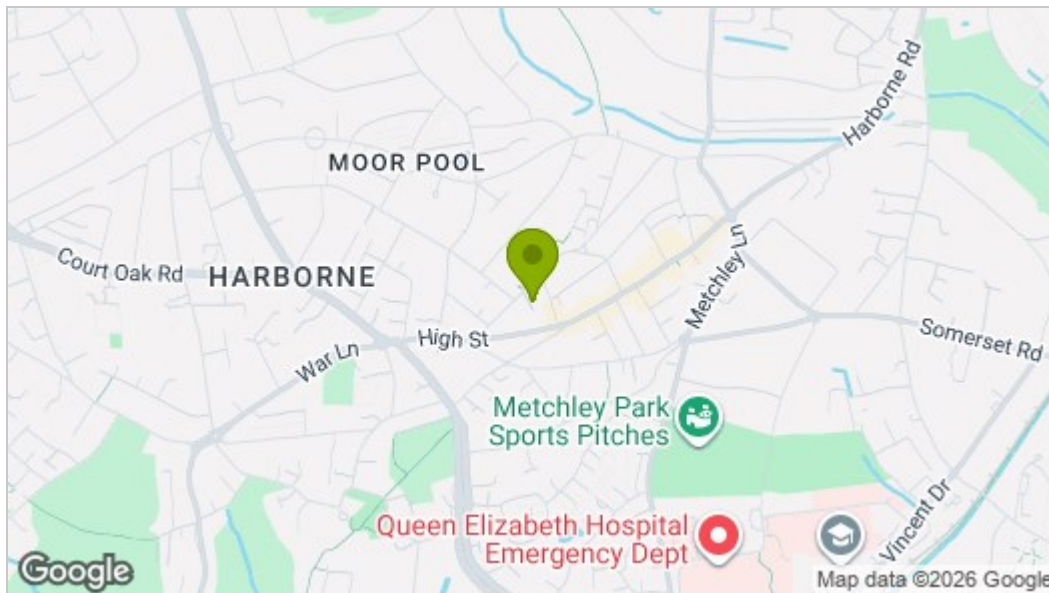 Harborne Rd
MOOR POOL
Court Oak Rd
HARBORNE
Metchley Ln
High St
War Ln
Somerset Rd
Metchley Park
Sports Pitches
Vincent Dr
Queen Elizabeth Hospital
Emergency Dept
Google
Map data ©2026 Google